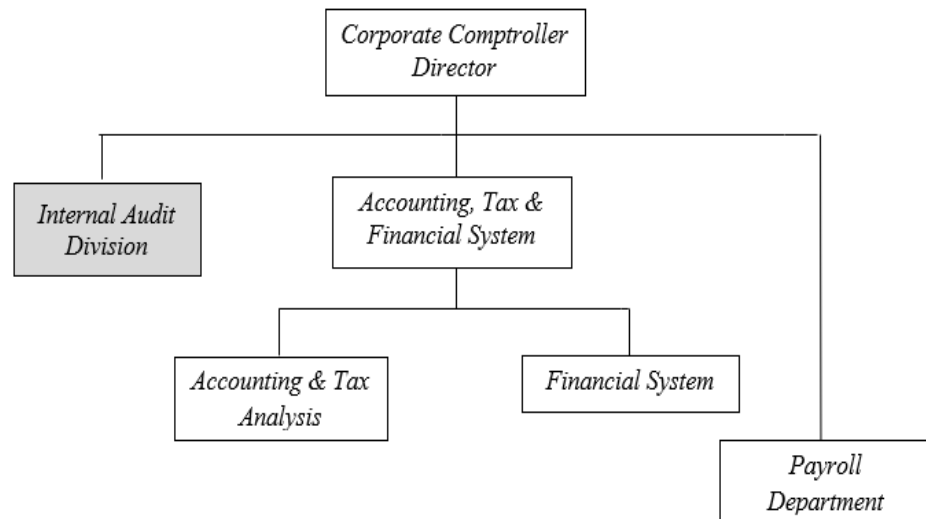 Corporate Comptroller
Director
Internal Audit
Division
Accounting, Tax &
Financial System
Accounting & Tax
Analysis
Financial System
Payroll
Department